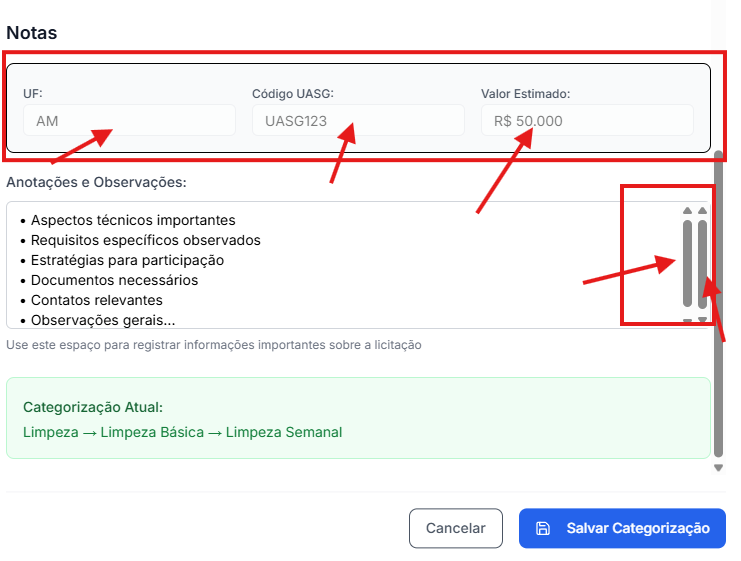 Notas
UF: Código UASG: Valor Estimado:
AM UASG123 R$ 50.000
Anotações e Observações:
• Aspectos técnicos importantes
• Requisitos específicos observados
• Estratégias para participação
• Documentos necessários
• Contatos relevantes
• Observações gerais...
Use este espaço para registrar informações importantes sobre a licitação
Categorização Atual:
Limpeza → Limpeza Básica → Limpeza Semanal
Cancelar Salvar Categorização